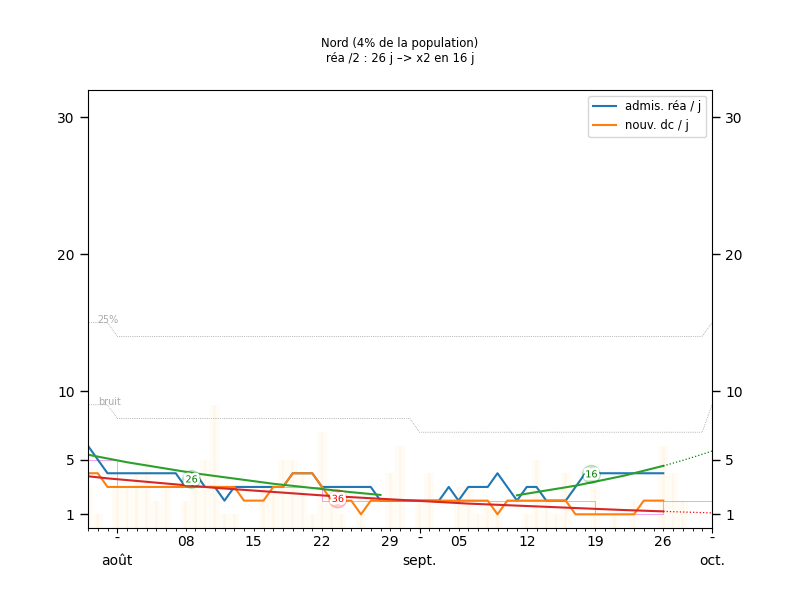 Nord (4% de la population)
réa /2 : 26 j –> x2 en 16 j
admis. réa / j
nouv. dc / j
30 30
20 20
25%
10 10
bruit
5 5
1 1
26
36
16
- 08 15 22 29 - 05 12 19 26 -
août sept. oct.